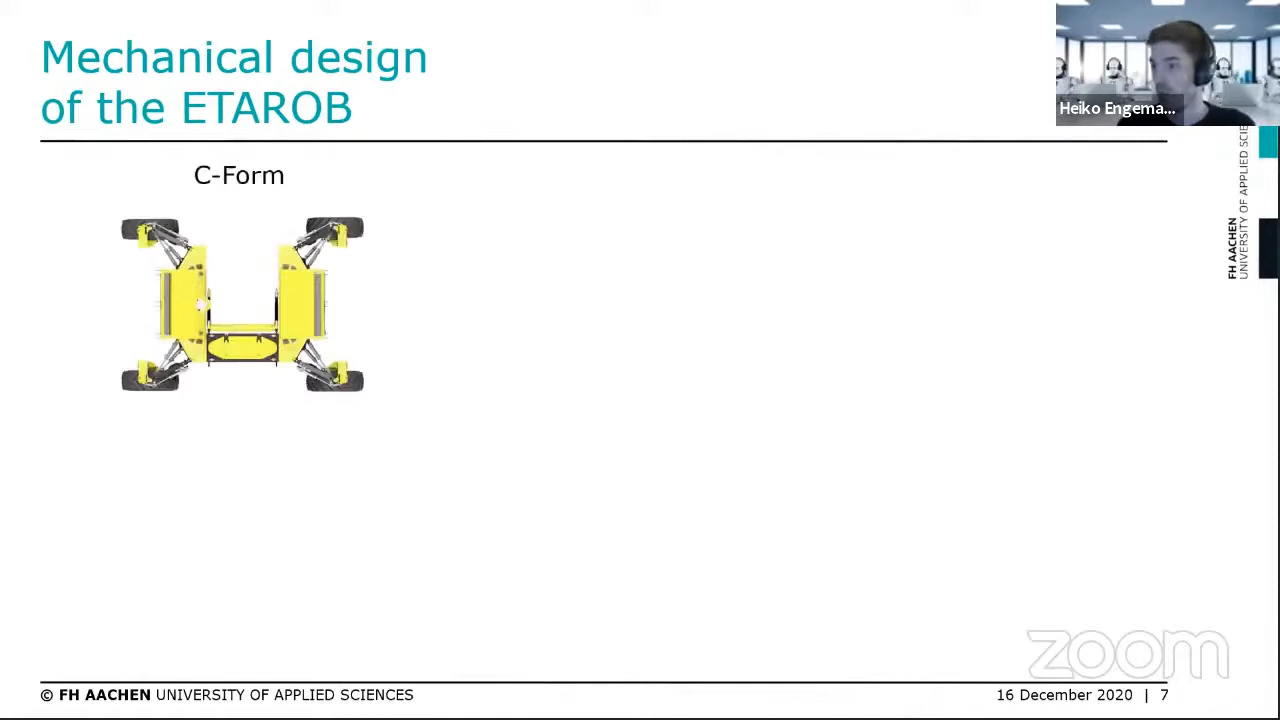 Mechanical design
of the ETAROB
Heiko Engema...
C-Form
FH AACHEN
UNIVERSITY OF APPLIED SCIE
zoom
© FH AACHEN UNIVERSITY OF APPLIED SCIENCES
16 December 2020 | 7